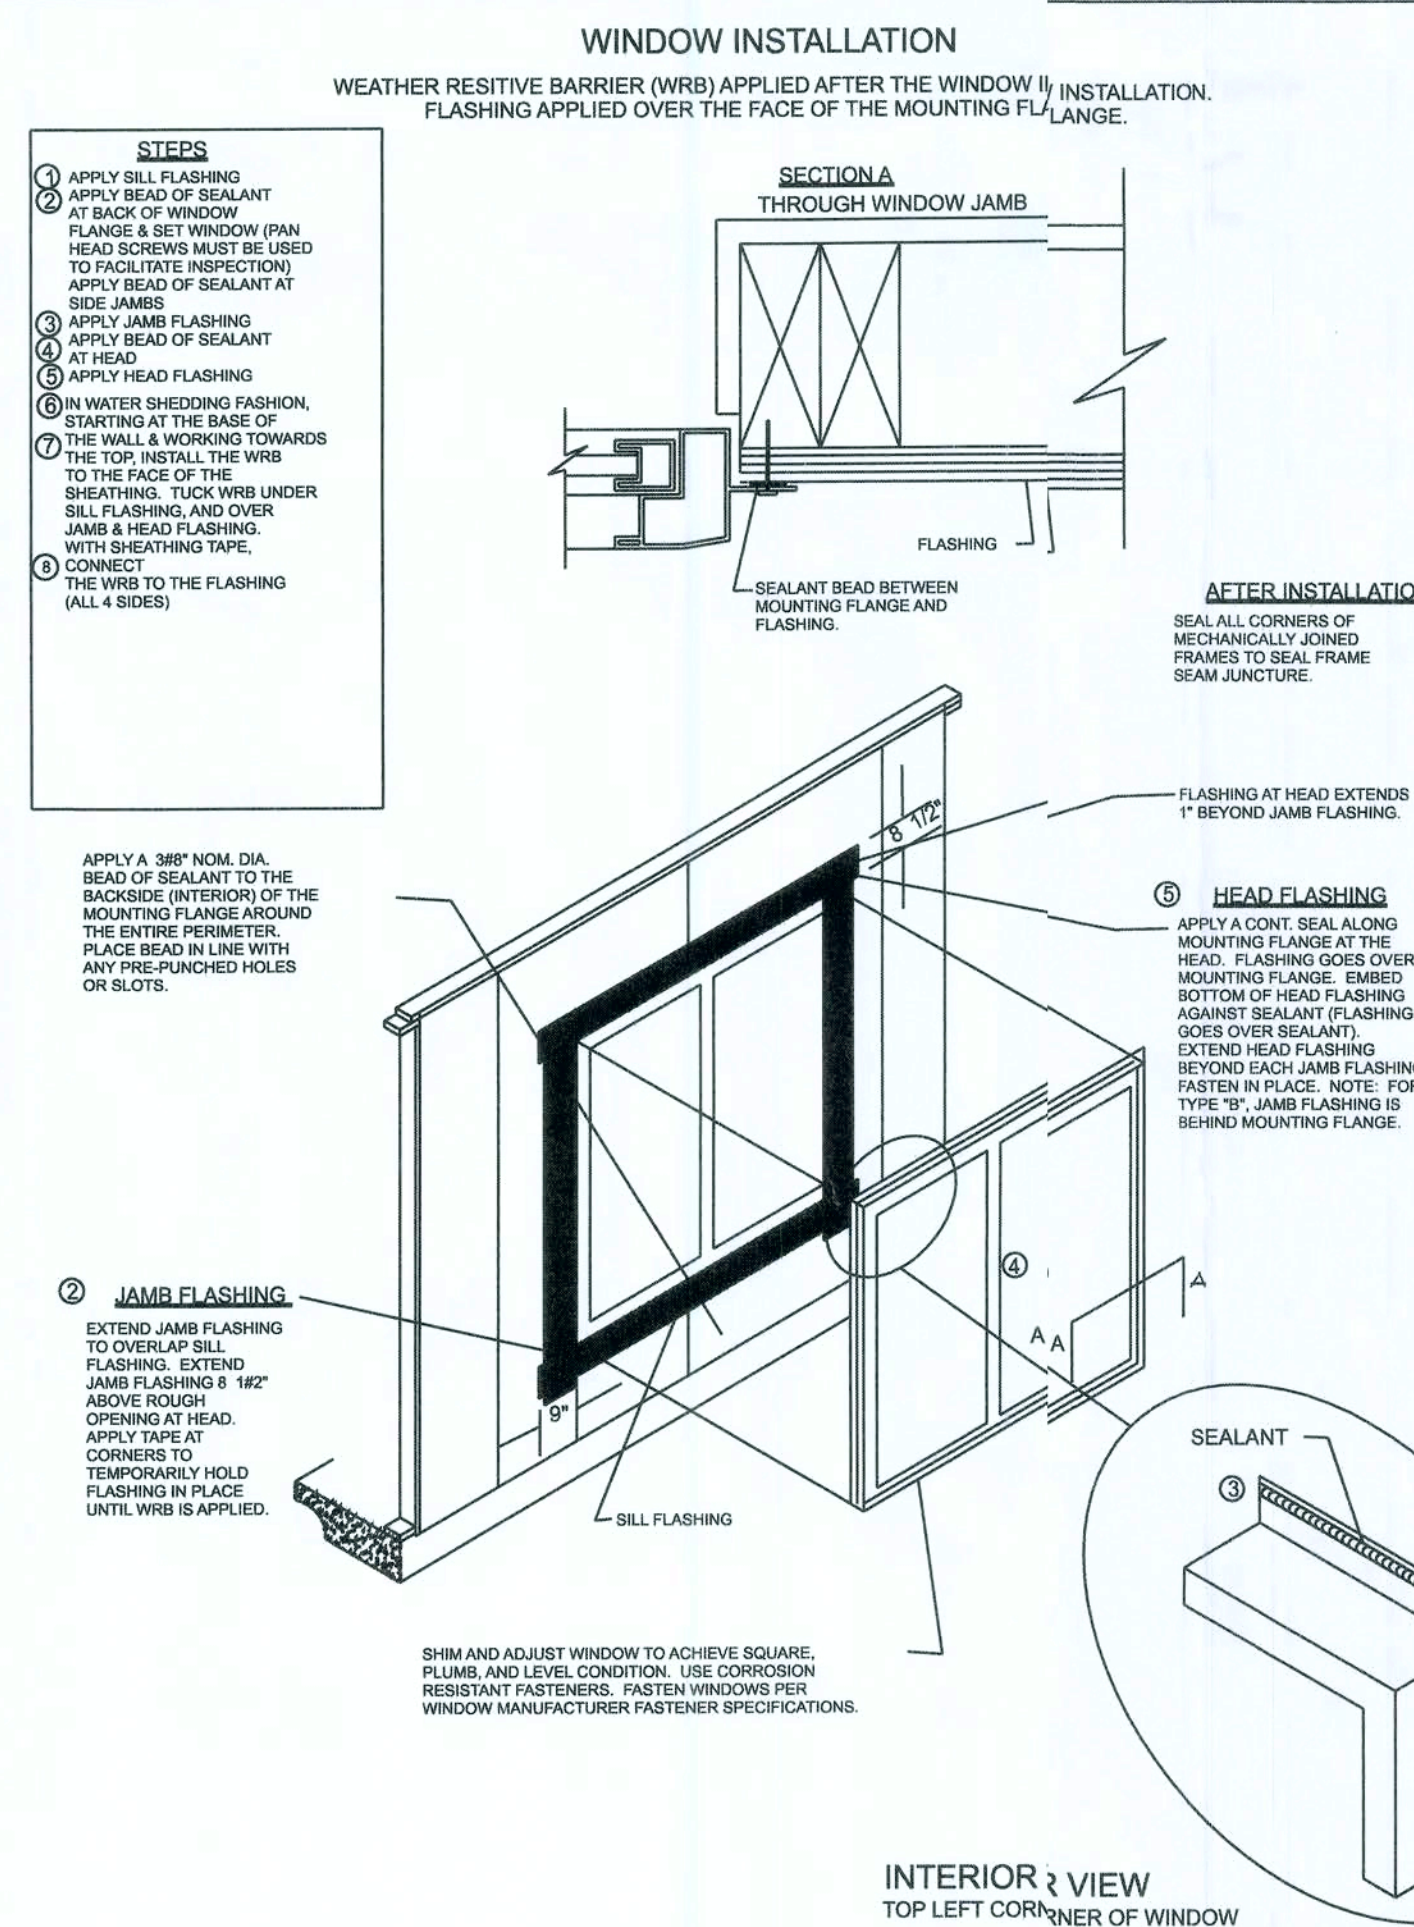 WINDOW INSTALLATION
WEATHER RESITIVE BARRIER (WRB) APPLIED AFTER THE WINDOW INSTALLATION.
FLASHING APPLIED OVER THE FACE OF THE MOUNTING FLANGE.
STEPS
1 APPLY SILL FLASHING
2 APPLY BEAD OF SEALANT
AT BACK OF WINDOW
FLANGE & SET WINDOW (PAN
HEAD SCREWS MUST BE USED
TO FACILITATE INSPECTION)
APPLY BEAD OF SEALANT AT
SIDE JAMBS
3 APPLY JAMB FLASHING
4 APPLY BEAD OF SEALANT
AT HEAD
5 APPLY HEAD FLASHING
6 IN WATER SHEDDING FASHION,
STARTING AT THE BASE OF
7 THE WALL & WORKING TOWARDS
THE TOP, INSTALL THE WRB
TO THE FACE OF THE
SHEATHING. TUCK WRB UNDER
SILL FLASHING, AND OVER
JAMB & HEAD FLASHING.
WITH SHEATHING TAPE,
8 CONNECT
THE WRB TO THE FLASHING
(ALL 4 SIDES)
SECTION A
THROUGH WINDOW JAMB
FLASHING
SEALANT BEAD BETWEEN
MOUNTING FLANGE AND
FLASHING.
AFTER INSTALLATIO
SEAL ALL CORNERS OF
MECHANICALLY JOINED
FRAMES TO SEAL FRAME
SEAM JUNCTURE.
FLASHING AT HEAD EXTENDS
1" BEYOND JAMB FLASHING.
8 1/2"
APPLY A 3#8" NOM. DIA.
BEAD OF SEALANT TO THE
BACKSIDE (INTERIOR) OF THE
MOUNTING FLANGE AROUND
THE ENTIRE PERIMETER.
PLACE BEAD IN LINE WITH
ANY PRE-PUNCHED HOLES
OR SLOTS.
5 HEAD FLASHING
APPLY A CONT. SEAL ALONG
MOUNTING FLANGE AT THE
HEAD. FLASHING GOES OVER
MOUNTING FLANGE. EMBED
BOTTOM OF HEAD FLASHING
AGAINST SEALANT (FLASHING
GOES OVER SEALANT).
EXTEND HEAD FLASHING
BEYOND EACH JAMB FLASHING
FASTEN IN PLACE. NOTE: FOR
TYPE "B", JAMB FLASHING IS
BEHIND MOUNTING FLANGE.
4
A
A A
2 JAMB FLASHING
EXTEND JAMB FLASHING
TO OVERLAP SILL
FLASHING. EXTEND
JAMB FLASHING 8 1#2"
ABOVE ROUGH
OPENING AT HEAD.
APPLY TAPE AT
CORNERS TO
TEMPORARILY HOLD
FLASHING IN PLACE
UNTIL WRB IS APPLIED.
9"
SILL FLASHING
SEALANT
3
SHIM AND ADJUST WINDOW TO ACHIEVE SQUARE,
PLUMB, AND LEVEL CONDITION. USE CORROSION
RESISTANT FASTENERS. FASTEN WINDOWS PER
WINDOW MANUFACTURER FASTENER SPECIFICATIONS.
INTERIOR VIEW
TOP LEFT CORNER OF WINDOW